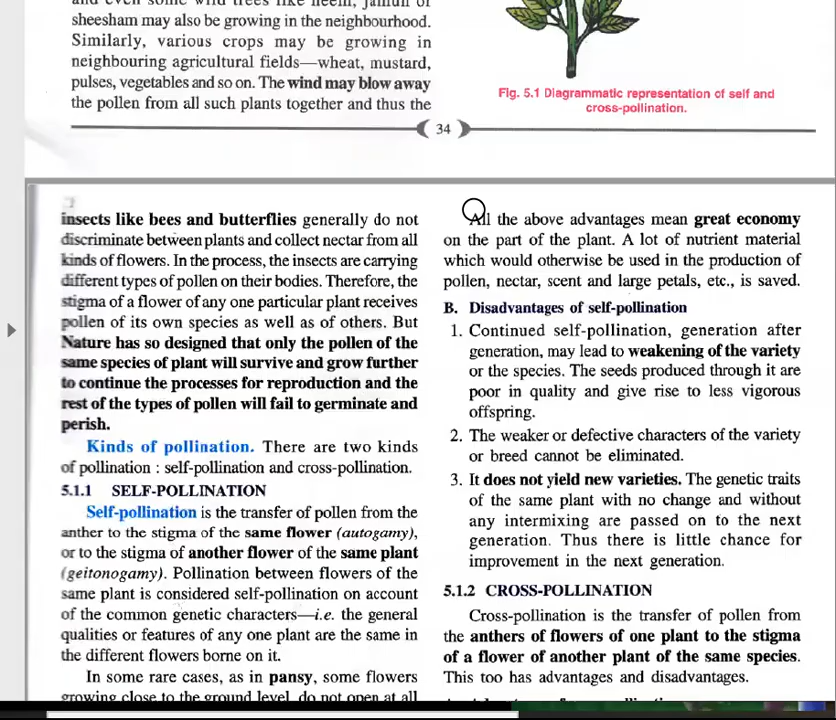 sheesham may also be growing in the neighbourhood.
Similarly, various crops may be growing in
neighbouring agricultural fields—wheat, mustard,
pulses, vegetables and so on. The wind may blow away
the pollen from all such plants together and thus the
Fig. 5.1 Diagrammatic representation of self and
cross-pollination.
34
insects like bees and butterflies generally do not
discriminate between plants and collect nectar from all
kinds of flowers. In the process, the insects are carrying
different types of pollen on their bodies. Therefore, the
stigma of a flower of any one particular plant receives
pollen of its own species as well as of others. But
Nature has so designed that only the pollen of the
same species of plant will survive and grow further
to continue the processes for reproduction and the
rest of the types of pollen will fail to germinate and
perish.
Kinds of pollination. There are two kinds
of pollination : self-pollination and cross-pollination.
5.1.1 SELF-POLLINATION
Self-pollination is the transfer of pollen from the
anther to the stigma of the same flower (autogamy),
or to the stigma of another flower of the same plant
(geitonogamy). Pollination between flowers of the
same plant is considered self-pollination on account
of the common genetic characters—i.e. the general
qualities or features of any one plant are the same in
the different flowers borne on it.
In some rare cases, as in pansy, some flowers
growing close to the ground level, do not open at all
All the above advantages mean great economy
on the part of the plant. A lot of nutrient material
which would otherwise be used in the production of
pollen, nectar, scent and large petals, etc., is saved.
B. Disadvantages of self-pollination
1. Continued self-pollination, generation after
generation, may lead to weakening of the variety
or the species. The seeds produced through it are
poor in quality and give rise to less vigorous
offspring.
2. The weaker or defective characters of the variety
or breed cannot be eliminated.
3. It does not yield new varieties. The genetic traits
of the same plant with no change and without
any intermixing are passed on to the next
generation. Thus there is little chance for
improvement in the next generation.
5.1.2 CROSS-POLLINATION
Cross-pollination is the transfer of pollen from
the anthers of flowers of one plant to the stigma
of a flower of another plant of the same species.
This too has advantages and disadvantages.